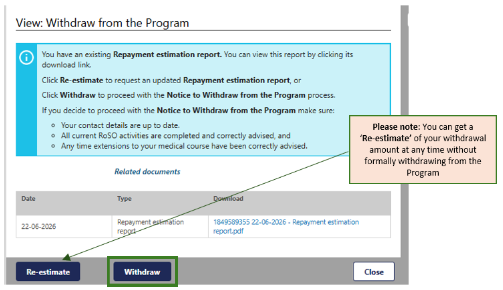 View: Withdraw from the Program
You have an existing Repayment estimation report. You can view this report by clicking its
download link.
Click Re-estimate to request an updated Repayment estimation report, or
Click Withdraw to proceed with the Notice to Withdraw from the Program process.
If you decide to proceed with the Notice to Withdraw from the Program make sure:
Your contact details are up to date.
All current RoSO activities are completed and correctly advised, and
Any time extensions to your medical course have been correctly advised.
Please note: You can get a
‘Re-estimate’ of your withdrawal
amount at any time without
formally withdrawing from the
Program
Related documents
Date Type Download
22-06-2026 Repayment estimation report 1849589355 22-06-2026 - Repayment estimation
report.pdf
Re-estimate Withdraw Close